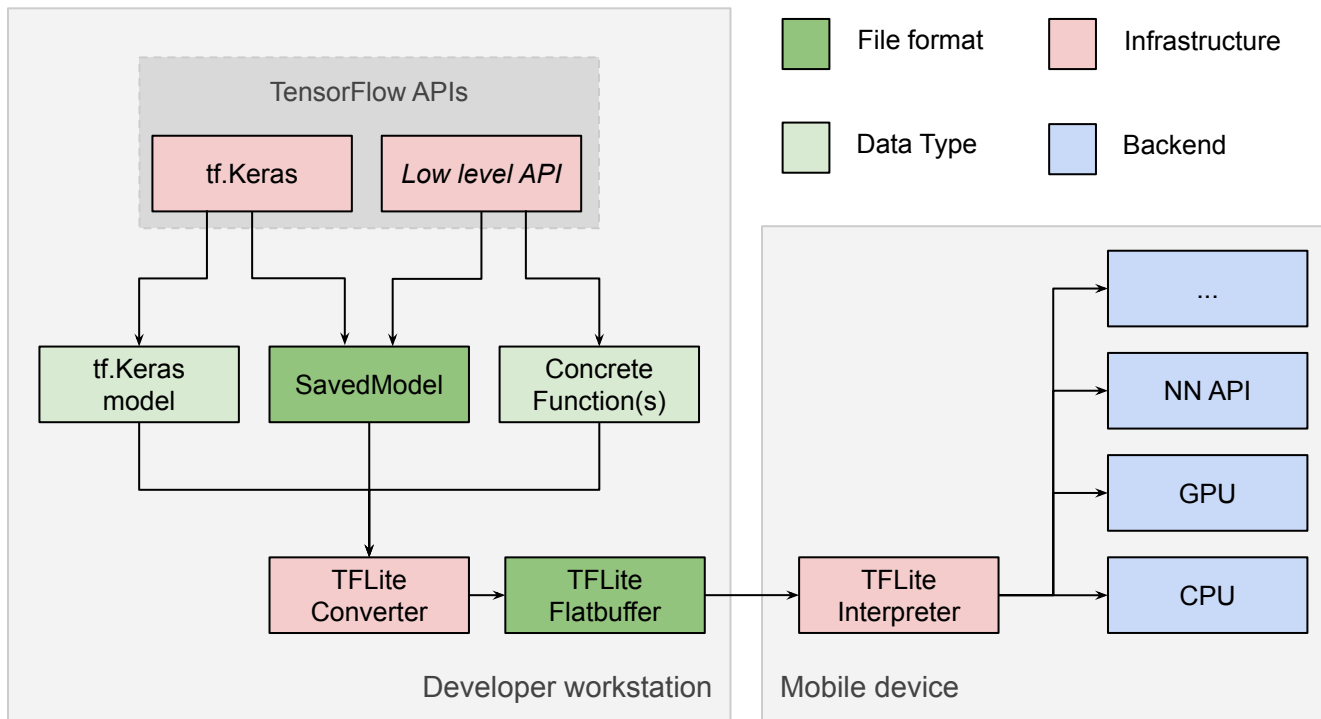 File format
Infrastructure
Data Type
Backend
TensorFlow APIs
tf.Keras
Low level API
tf.Keras
model
SavedModel
Concrete
Function(s)
TFLite
Converter
TFLite
Flatbuffer
Developer workstation
TFLite
Interpreter
...
NN API
GPU
CPU
Mobile device